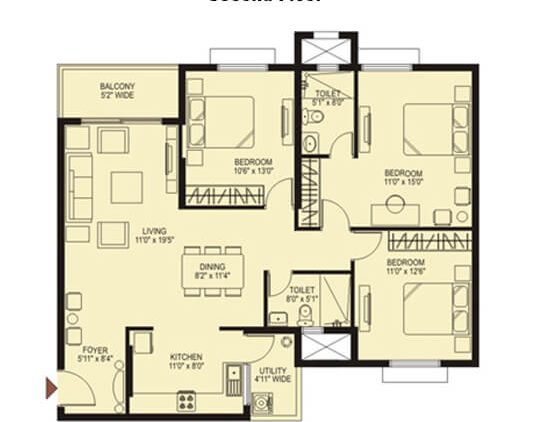 BALCONY
5'2" WIDE
TOILET
5'1" x 8'0"
BEDROOM
10'6" x 13'0"
BEDROOM
11'0" x 15'0"
LIVING
11'0" x 19'5"
DINING
8'2" x 11'4"
BEDROOM
11'0" x 12'6"
TOILET
8'0" x 5'1"
FOYER
5'11" x 8'4"
KITCHEN
11'0" x 8'0"
UTILITY
4'11" WIDE